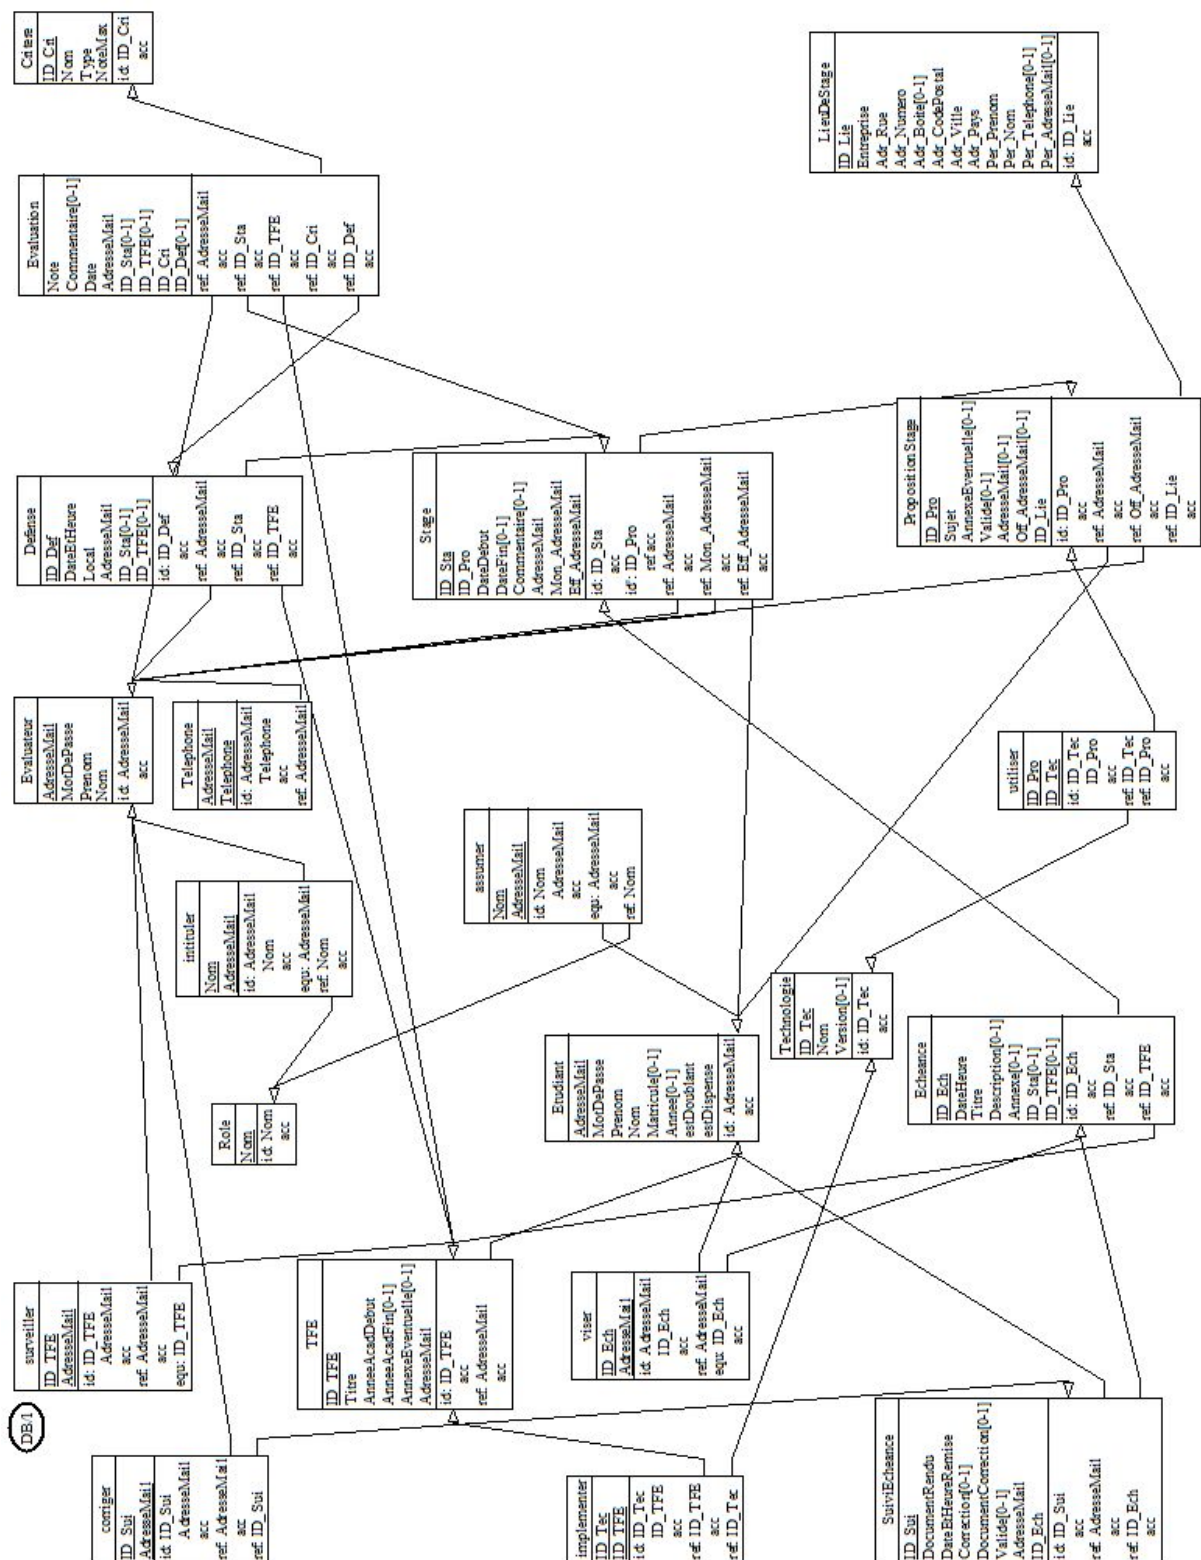 DB/1
corriger
ID_Sui
AdresseMail
id: ID_Sui
AdresseMail
acc
ref: AdresseMail
acc
ref: ID_Sui
surveiller
ID_TFE
AdresseMail
id: ID_TFE
AdresseMail
acc
ref: AdresseMail
acc
equ: ID_TFE
Role
Nom
id: Nom
acc
intituler
Nom
AdresseMail
id: AdresseMail
Nom
acc
equ: AdresseMail
ref: Nom
acc
Evaluateur
AdresseMail
MotDePasse
Prenom
Nom
id: AdresseMail
acc
Telephone
AdresseMail
Telephone
id: AdresseMail
Telephone
acc
ref: AdresseMail
Defense
ID_Def
DateEtHeure
Local
AdresseMail
ID_Sta[0-1]
ID_TFE[0-1]
id: ID_Def
acc
ref: AdresseMail
acc
ref: ID_Sta
acc
ref: ID_TFE
acc
Evaluation
Note
Commentaire[0-1]
Date
AdresseMail
ID_Sta[0-1]
ID_TFE[0-1]
ID_Cri
ID_Def[0-1]
ref: AdresseMail
acc
ref: ID_Sta
acc
ref: ID_TFE
acc
ref: ID_Cri
acc
ref: ID_Def
acc
Critere
ID_Cri
Nom
Type
NoteMax
id: ID_Cri
acc
TFE
ID_TFE
Titre
AnneeAcadDebut
AnneeAcadFin[0-1]
AnnexeEventuelle[0-1]
AdresseMail
id: ID_TFE
acc
ref: AdresseMail
acc
assumer
Nom
AdresseMail
id: Nom
AdresseMail
acc
equ: AdresseMail
acc
ref: Nom
Stage
ID_Sta
ID_Pro
DateDebut
DateFin[0-1]
Commentaire[0-1]
AdresseMail
Mon_AdresseMail
Eff_AdresseMail
id: ID_Sta
acc
id': ID_Pro
ref acc
ref: AdresseMail
acc
ref: Mon_AdresseMail
acc
ref: Eff_AdresseMail
acc
implementer
ID_Tec
ID_TFE
id: ID_Tec
ID_TFE
acc
ref: ID_TFE
acc
ref: ID_Tec
viser
ID_Ech
AdresseMail
id: AdresseMail
ID_Ech
acc
ref: AdresseMail
equ: ID_Ech
acc
Etudiant
AdresseMail
MotDePasse
Prenom
Nom
Matricule[0-1]
Annee[0-1]
estDoublant
estDispense
id: AdresseMail
acc
Technologie
ID_Tec
Nom
Version[0-1]
id: ID_Tec
acc
SuiviEcheance
ID_Sui
DocumentRendu
DateEtHeureRemise
Correction[0-1]
DocumentCorrection[0-1]
Valide[0-1]
AdresseMail
ID_Ech
id: ID_Sui
acc
ref: AdresseMail
acc
ref: ID_Ech
acc
Echeance
ID_Ech
DateHeure
Titre
Description[0-1]
Annexe[0-1]
ID_Sta[0-1]
ID_TFE[0-1]
id: ID_Ech
acc
ref: ID_Sta
acc
ref: ID_TFE
acc
utiliser
ID_Pro
ID_Tec
id: ID_Tec
ID_Pro
acc
ref: ID_Tec
ref: ID_Pro
acc
PropositionStage
ID_Pro
Sujet
AnnexeEventuelle[0-1]
Valide[0-1]
AdresseMail[0-1]
Off_AdresseMail[0-1]
ID_Lie
id: ID_Pro
acc
ref: AdresseMail
acc
ref: Off_AdresseMail
acc
ref: ID_Lie
acc
LieuDeStage
ID_Lie
Entreprise
Adr_Rue
Adr_Numero
Adr_Boite[0-1]
Adr_CodePostal
Adr_Ville
Adr_Pays
Per_Prenom
Per_Nom
Per_Telephone[0-1]
Per_AdresseMail[0-1]
id: ID_Lie
acc